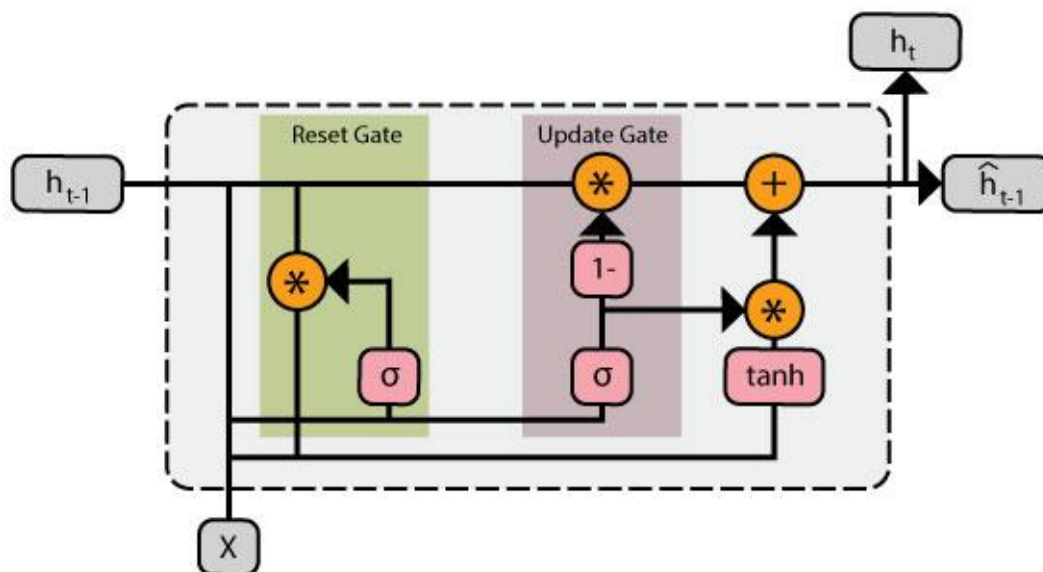 h_t
Reset Gate
Update Gate
h_{t-1}
*
+
ĥ_{t-1}
1-
*
*
σ
σ
tanh
X